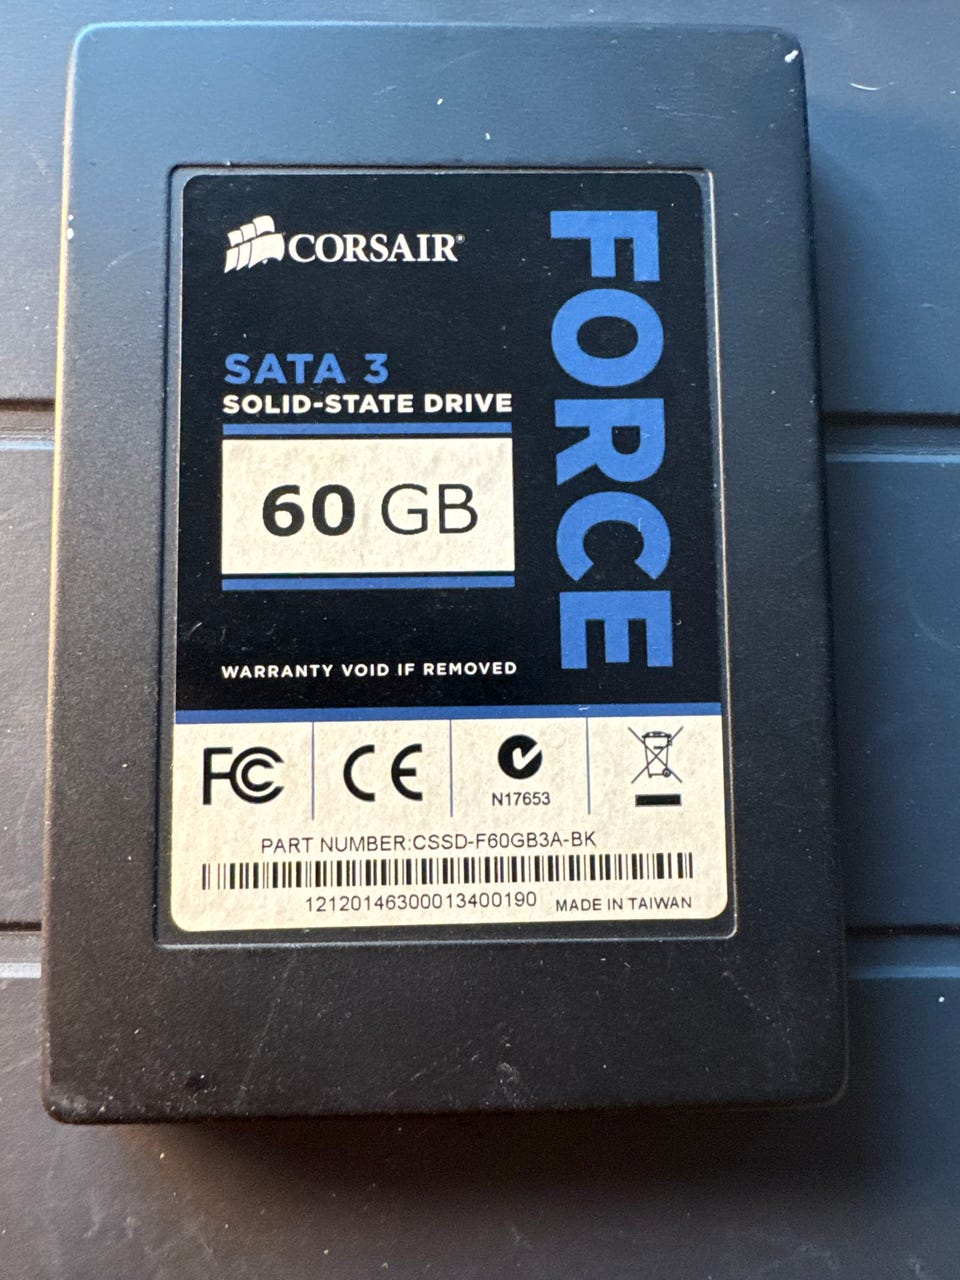 CORSAIR®
FORCE
SATA 3
SOLID-STATE DRIVE
60 GB
WARRANTY VOID IF REMOVED
FC CE
N17653
PART NUMBER:CSSD-F60GB3A-BK
12120146300013400190 MADE IN TAIWAN